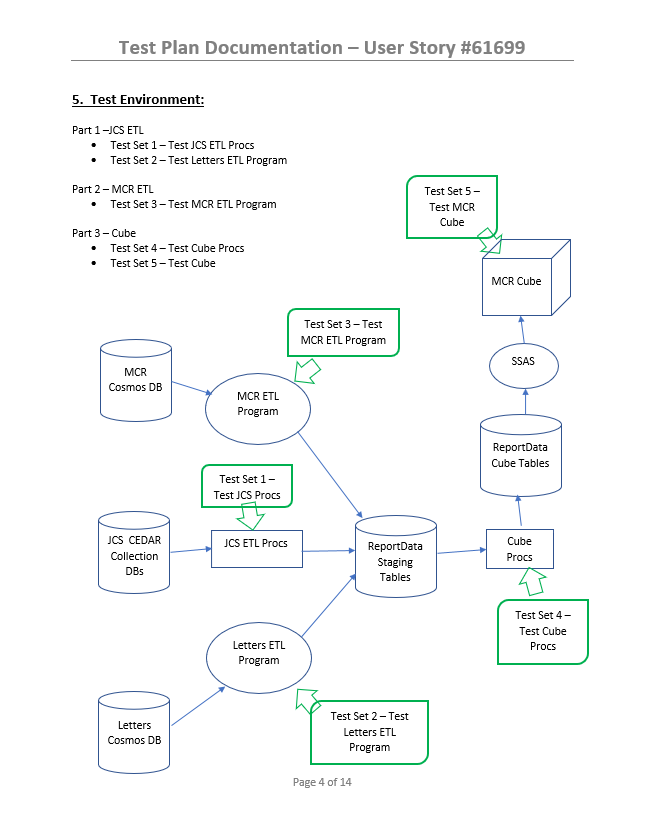 Test Plan Documentation – User Story #61699
5. Test Environment:
Part 1 –JCS ETL
• Test Set 1 – Test JCS ETL Procs
• Test Set 2 – Test Letters ETL Program
Part 2 – MCR ETL
• Test Set 3 – Test MCR ETL Program
Part 3 – Cube
• Test Set 4 – Test Cube Procs
• Test Set 5 – Test Cube
Test Set 5 –
Test MCR
Cube
MCR Cube
Test Set 3 – Test
MCR ETL Program
SSAS
MCR
Cosmos DB
MCR ETL
Program
ReportData
Cube Tables
Test Set 1 –
Test JCS Procs
JCS CEDAR
Collection
DBs
JCS ETL Procs
ReportData
Staging
Tables
Cube
Procs
Test Set 4 –
Test Cube
Procs
Letters ETL
Program
Letters
Cosmos DB
Test Set 2 – Test
Letters ETL
Program
Page 4 of 14